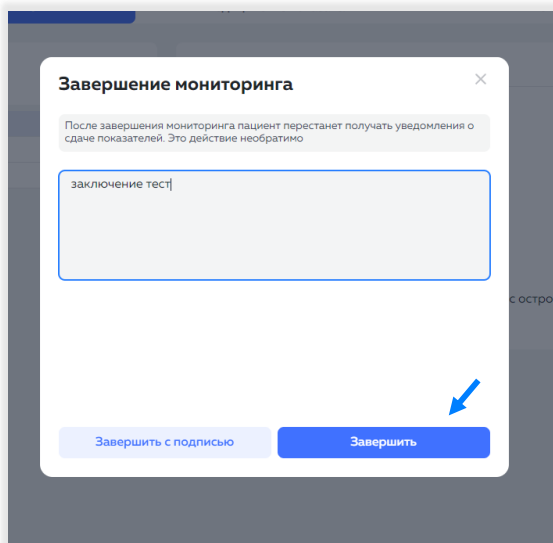 Завершение мониторинга
После завершения мониторинга пациент перестанет получать уведомления о
сдаче показателей. Это действие необратимо
заключение тест
с остро
Завершить с подписью
Завершить